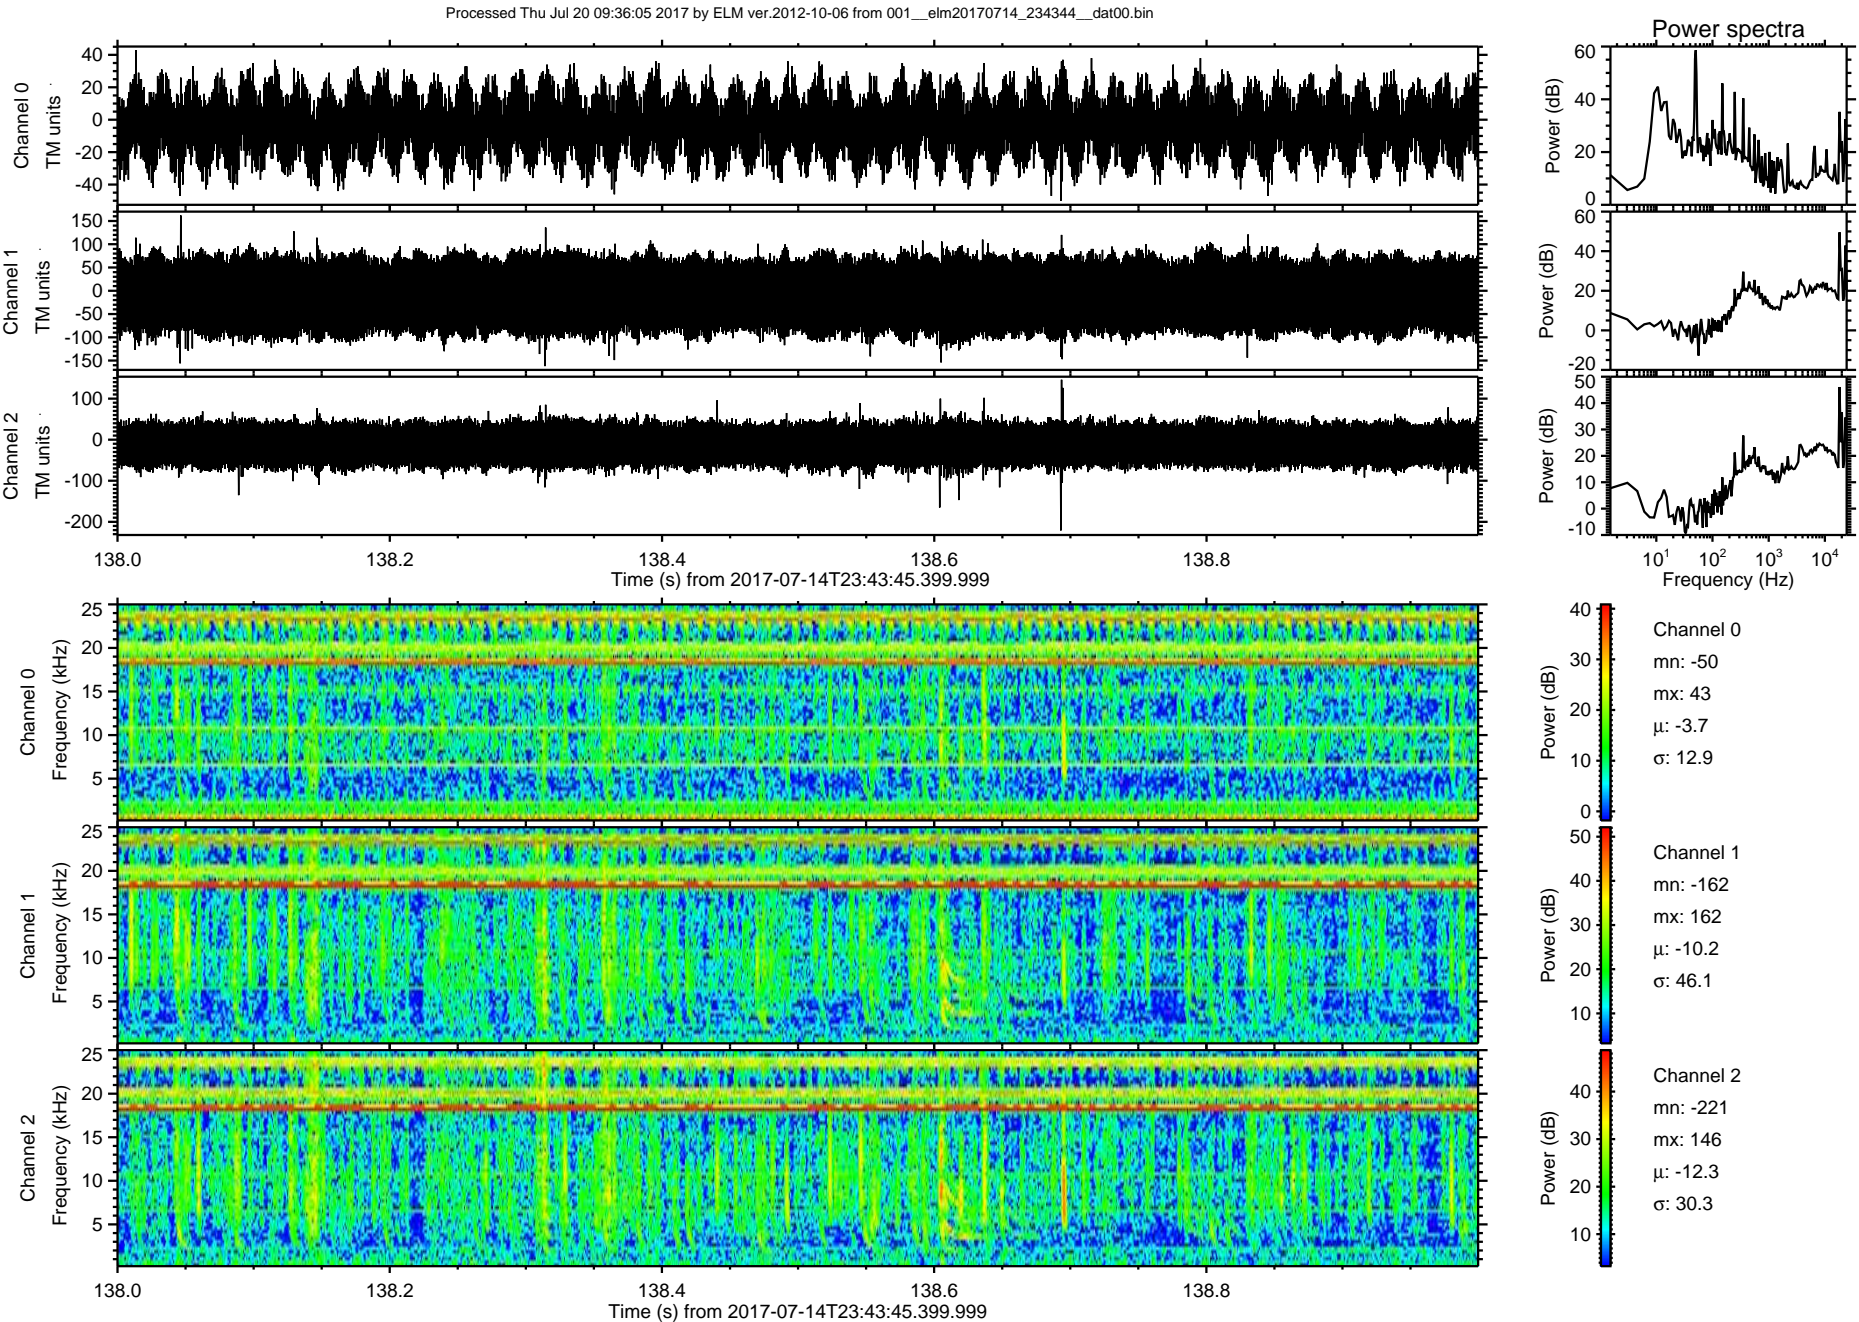 Processed Thu Jul 20 09:36:05 2017 by ELM ver.2012-10-06 from 001__elm20170714_234344__dat00.bin
Power spectra
Channel 0
TM units
40
20
0
-20
-40
Power (dB)
60
40
20
0
Channel 1
TM units
150
100
50
0
-50
-100
-150
Power (dB)
60
40
20
0
-20
Channel 2
TM units
100
0
-100
-200
Power (dB)
50
40
30
20
10
0
-10
138.0 138.2 138.4 138.6 138.8
Time (s) from 2017-07-14T23:43:45.399.999
10^1 10^2 10^3 10^4
Frequency (Hz)
Channel 0
Frequency (kHz)
25
20
15
10
5
Power (dB)
40
30
20
10
0
Channel 0
mn: -50
mx: 43
μ: -3.7
σ: 12.9
Channel 1
Frequency (kHz)
25
20
15
10
5
Power (dB)
50
40
30
20
10
Channel 1
mn: -162
mx: 162
μ: -10.2
σ: 46.1
Channel 2
Frequency (kHz)
25
20
15
10
5
Power (dB)
40
30
20
10
Channel 2
mn: -221
mx: 146
μ: -12.3
σ: 30.3
138.0 138.2 138.4 138.6 138.8
Time (s) from 2017-07-14T23:43:45.399.999